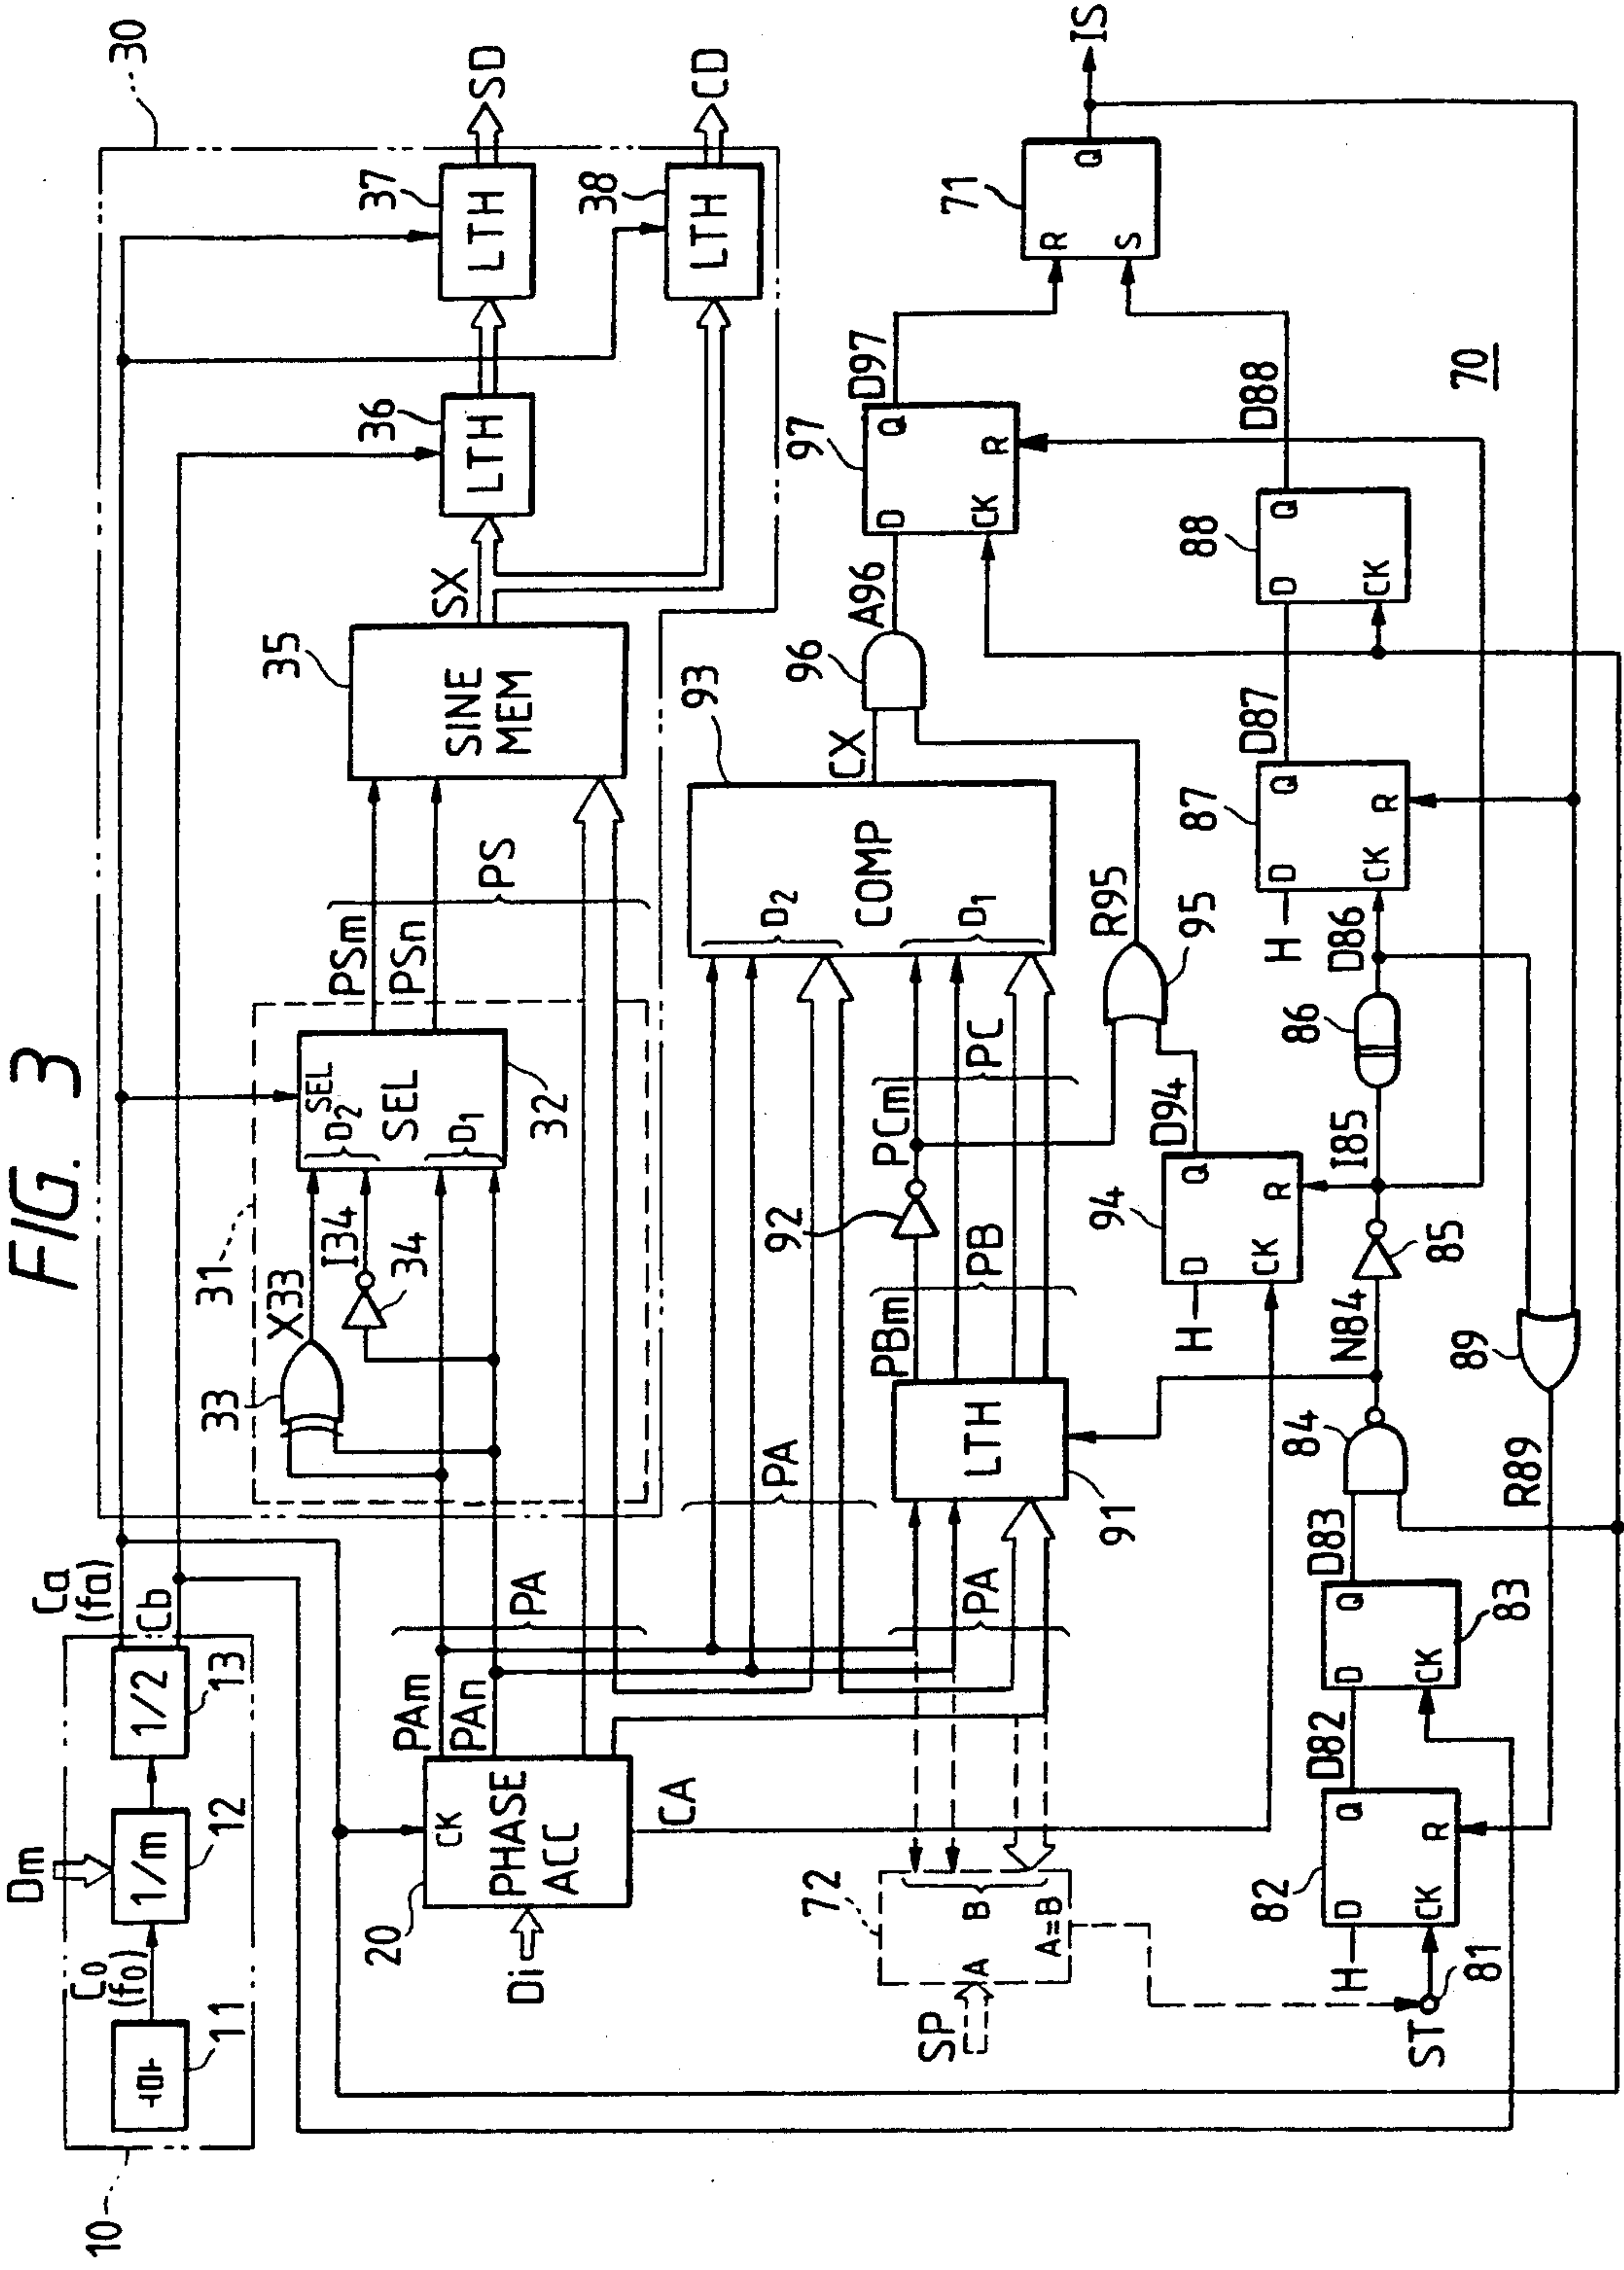 FIG. 3
10
11
C0
(f0)
Dm
1/m
12
1/2
13
Ca
(fa)
Cb
30
31
33
X33
I34
34
SEL
D2
SEL
D1
32
PSm
PSn
PS
35
SINE
MEM
SX
36
LTH
37
LTH
SD
38
LTH
CD
20
Di
CK
PHASE
ACC
PAm
PAn
PA
CA
PA
PA
72
SP
A
B
A=B
91
LTH
PBm
PB
92
PCm
PC
93
D2
COMP
D1
CX
96
A96
95
R95
94
H
D
Q
CK
R
D94
97
D
Q
CK
R
D97
71
R
S
Q
IS
ST
81
82
H
D
Q
CK
R
D82
83
D
Q
CK
D83
84
N84
85
I85
86
D86
87
H
D
Q
CK
R
D87
88
D
Q
CK
D88
89
R89
70